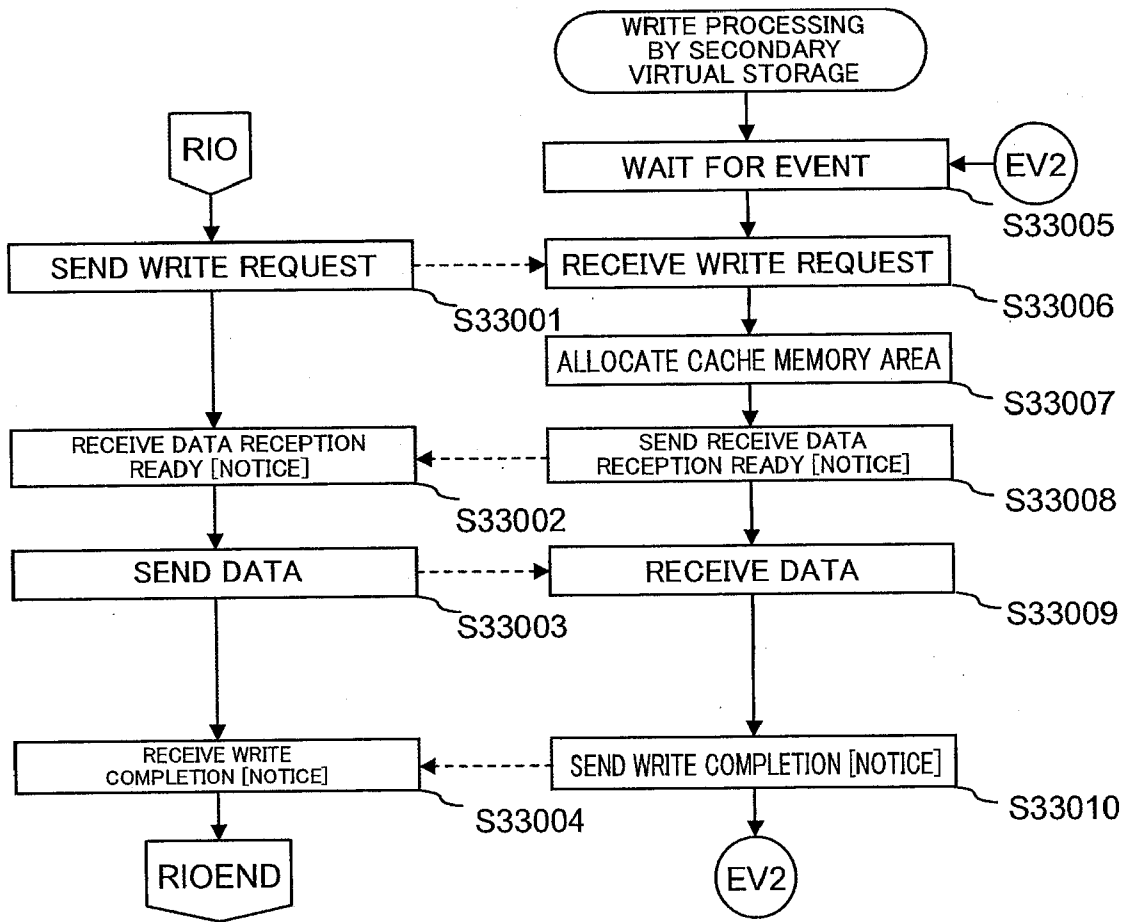 WRITE PROCESSING
BY SECONDARY
VIRTUAL STORAGE
RIO
WAIT FOR EVENT
EV2
S33005
SEND WRITE REQUEST
RECEIVE WRITE REQUEST
S33001
S33006
ALLOCATE CACHE MEMORY AREA
S33007
RECEIVE DATA RECEPTION
READY [NOTICE]
SEND RECEIVE DATA
RECEPTION READY [NOTICE]
S33002
S33008
SEND DATA
RECEIVE DATA
S33003
S33009
RECEIVE WRITE
COMPLETION [NOTICE]
SEND WRITE COMPLETION [NOTICE]
S33004
S33010
RIOEND
EV2